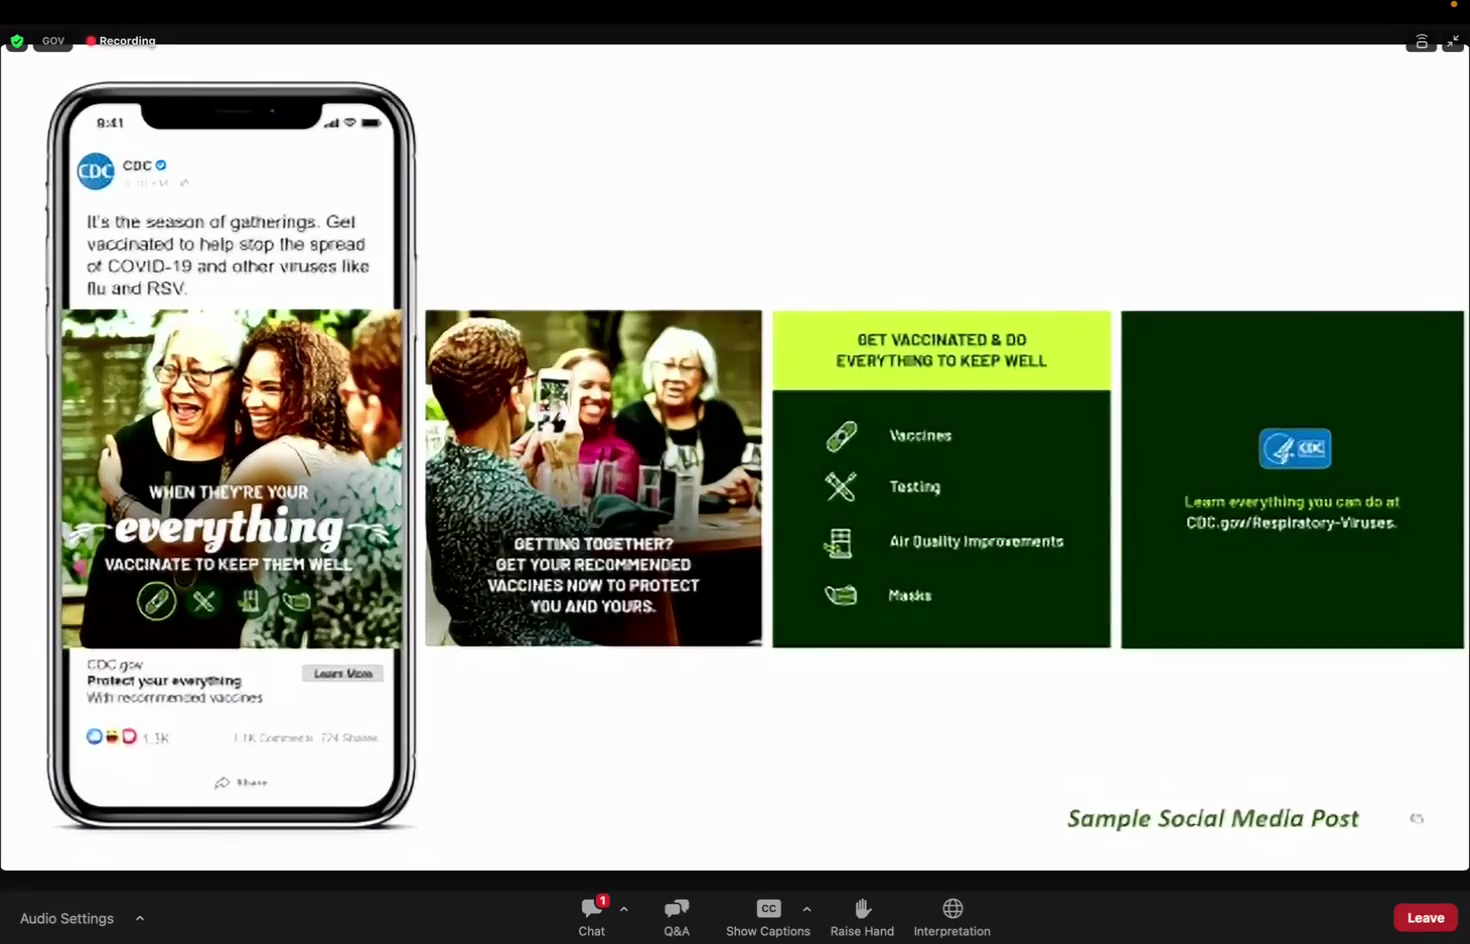 GOV
Recording
9:41
CDC
CDC
It's the season of gatherings. Get
vaccinated to help stop the spread
of COVID-19 and other viruses like
flu and RSV.
WHEN THEY'RE YOUR
everything
VACCINATE TO KEEP THEM WELL
CDC.gov
Protect your everything
With recommended vaccines
Learn More
1.3K
1.1K Comments 724 Shares
Share
GETTING TOGETHER?
GET YOUR RECOMMENDED
VACCINES NOW TO PROTECT
YOU AND YOURS.
GET VACCINATED & DO
EVERYTHING TO KEEP WELL
Vaccines
Testing
Air Quality Improvements
Masks
CDC
Learn everything you can do at
CDC.gov/Respiratory-Viruses.
Sample Social Media Post
Audio Settings
1
Chat
Q&A
CC
Show Captions
Raise Hand
Interpretation
Leave